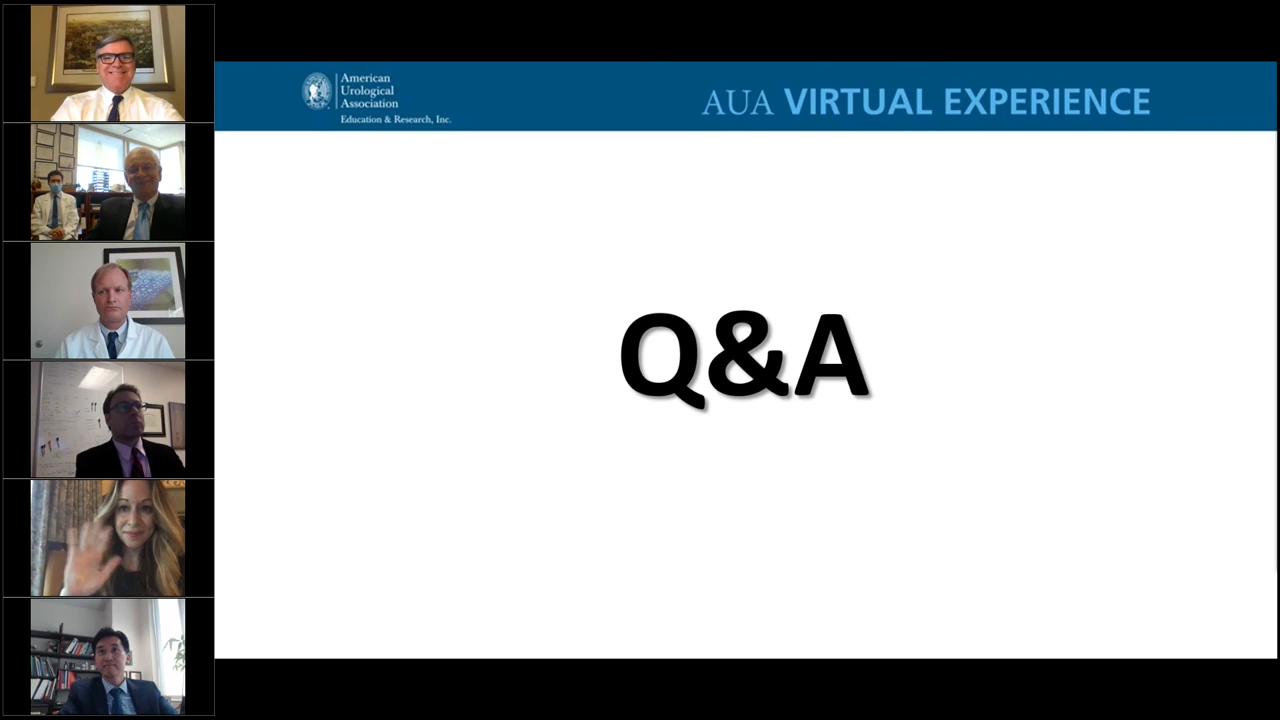 American
Urological
Association
Education & Research, Inc.
AUA VIRTUAL EXPERIENCE
Q&A